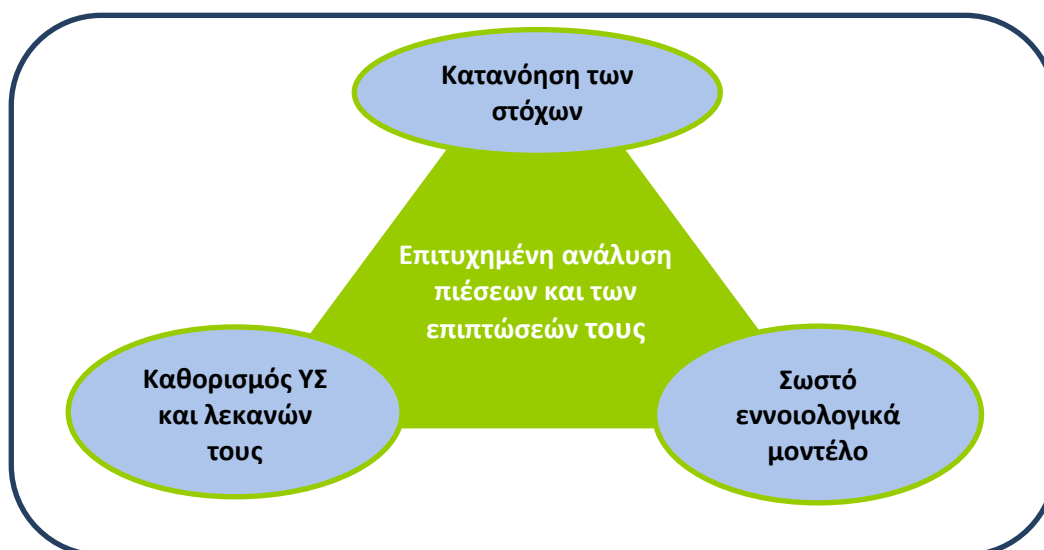 Κατανόηση των
στόχων
Επιτυχημένη ανάλυση
πιέσεων και των
επιπτώσεών τους
Καθορισμός ΥΣ
και λεκανών
τους
Σωστό
εννοιολογικά
μοντέλο